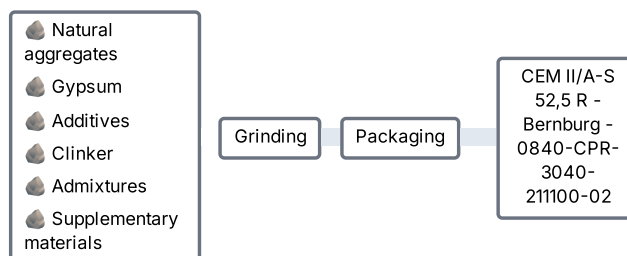 Natural
aggregates
Gypsum
Additives
Clinker
Admixtures
Supplementary
materials
Grinding
Packaging
CEM II/A-S
52,5 R -
Bernburg -
0840-CPR-
3040-
211100-02